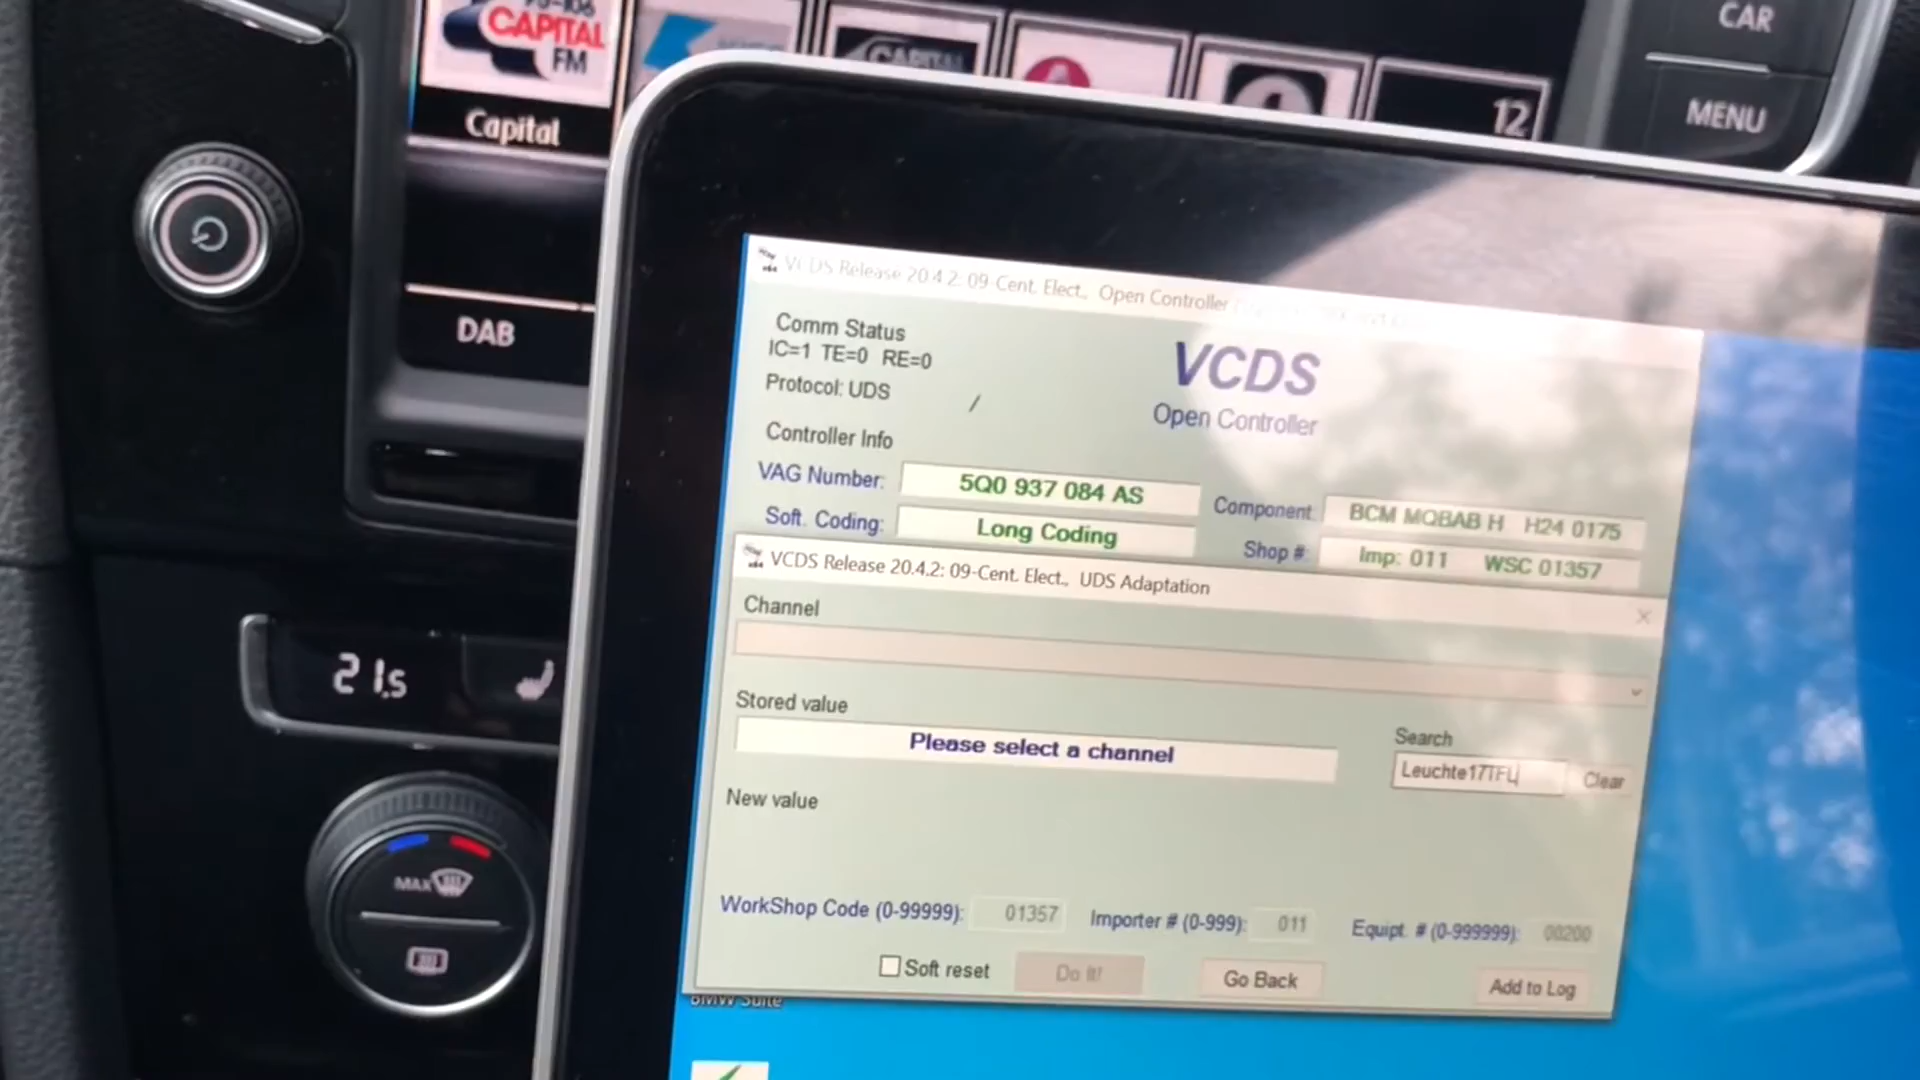 CAPITAL
FM
Capital
CAPITAL
12
CAR
MENU
DAB
VCDS Release 20.4.2: 09-Cent. Elect., Open Controller
Comm Status
IC=1 TE=0 RE=0
Protocol: UDS
/
VCDS
Open Controller
Controller Info
VAG Number: 5Q0 937 084 AS
Component: BCM MQBAB H H24 0175
Soft. Coding: Long Coding
Shop #: Imp: 011 WSC 01357
VCDS Release 20.4.2: 09-Cent. Elect., UDS Adaptation
Channel
Stored value
Please select a channel
Search
Leuchte17TFL
Clear
New value
WorkShop Code (0-99999): 01357 Importer # (0-999): 011 Equipt. # (0-999999): 00200
Soft reset Do It! Go Back Add to Log
BMW Suite
21.5
MAX